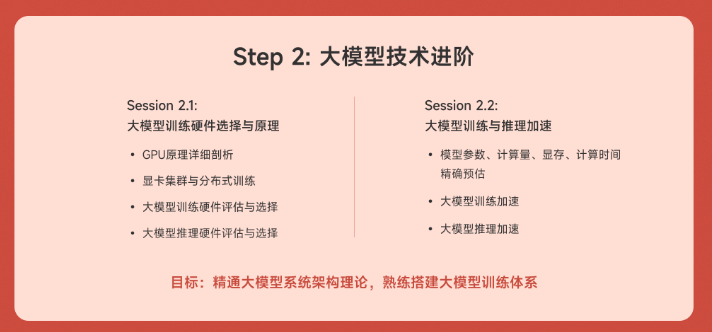 Step 2: 大模型技术进阶
Session 2.1:
大模型训练硬件选择与原理
• GPU原理详细剖析
• 显卡集群与分布式训练
• 大模型训练硬件评估与选择
• 大模型推理硬件评估与选择
Session 2.2:
大模型训练与推理加速
• 模型参数、计算量、显存、计算时间
精确预估
• 大模型训练加速
• 大模型推理加速
目标：精通大模型系统架构理论，熟练搭建大模型训练体系